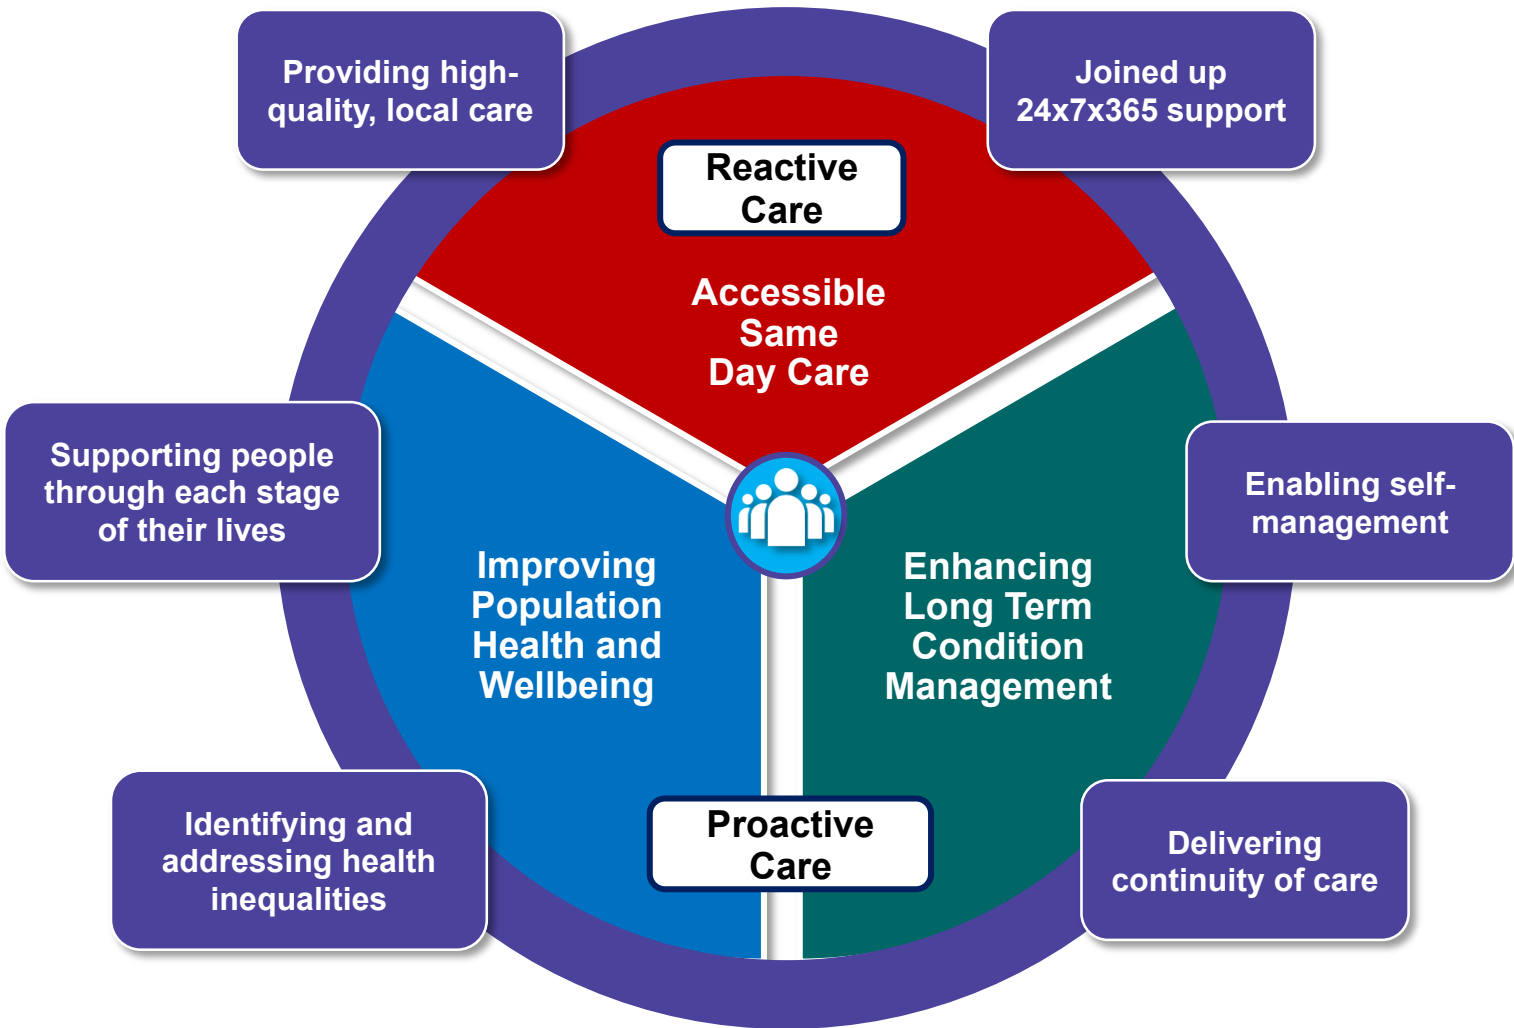 Providing high-
quality, local care
Joined up
24x7x365 support
Reactive
Care
Accessible
Same
Day Care
Supporting people
through each stage
of their lives
Enabling self-
management
Improving
Population
Health and
Wellbeing
Enhancing
Long Term
Condition
Management
Identifying and
addressing health
inequalities
Proactive
Care
Delivering
continuity of care